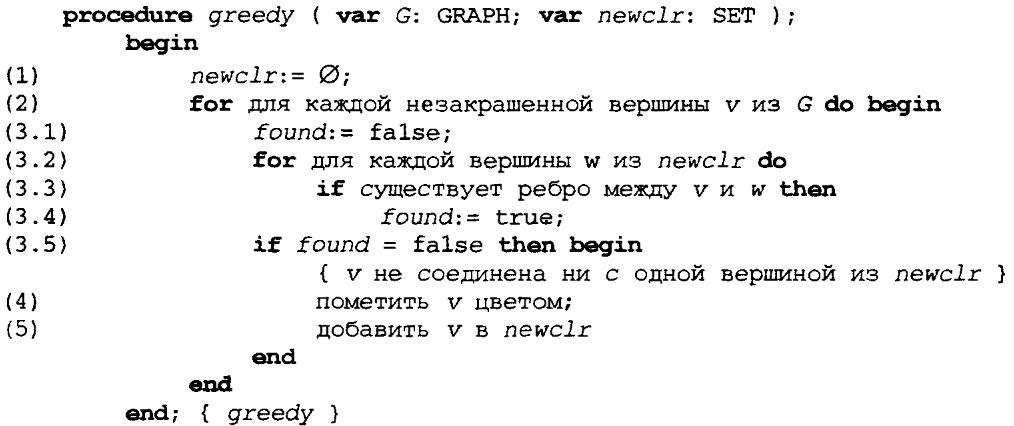 procedure greedy ( var G: GRAPH; var newclr: SET ) ;
begin
(1) newclr:= ∅;
(2) for для каждой незакрашенной вершины v из G do begin
(3.1) found:= false;
(3.2) for для каждой вершины w из newclr do
(3.3) if существует ребро между v и w then
(3.4) found:= true;
(3.5) if found = false then begin
{ v не соединена ни с одной вершиной из newclr }
(4) пометить v цветом;
(5) добавить v в newclr
end
end
end; { greedy }